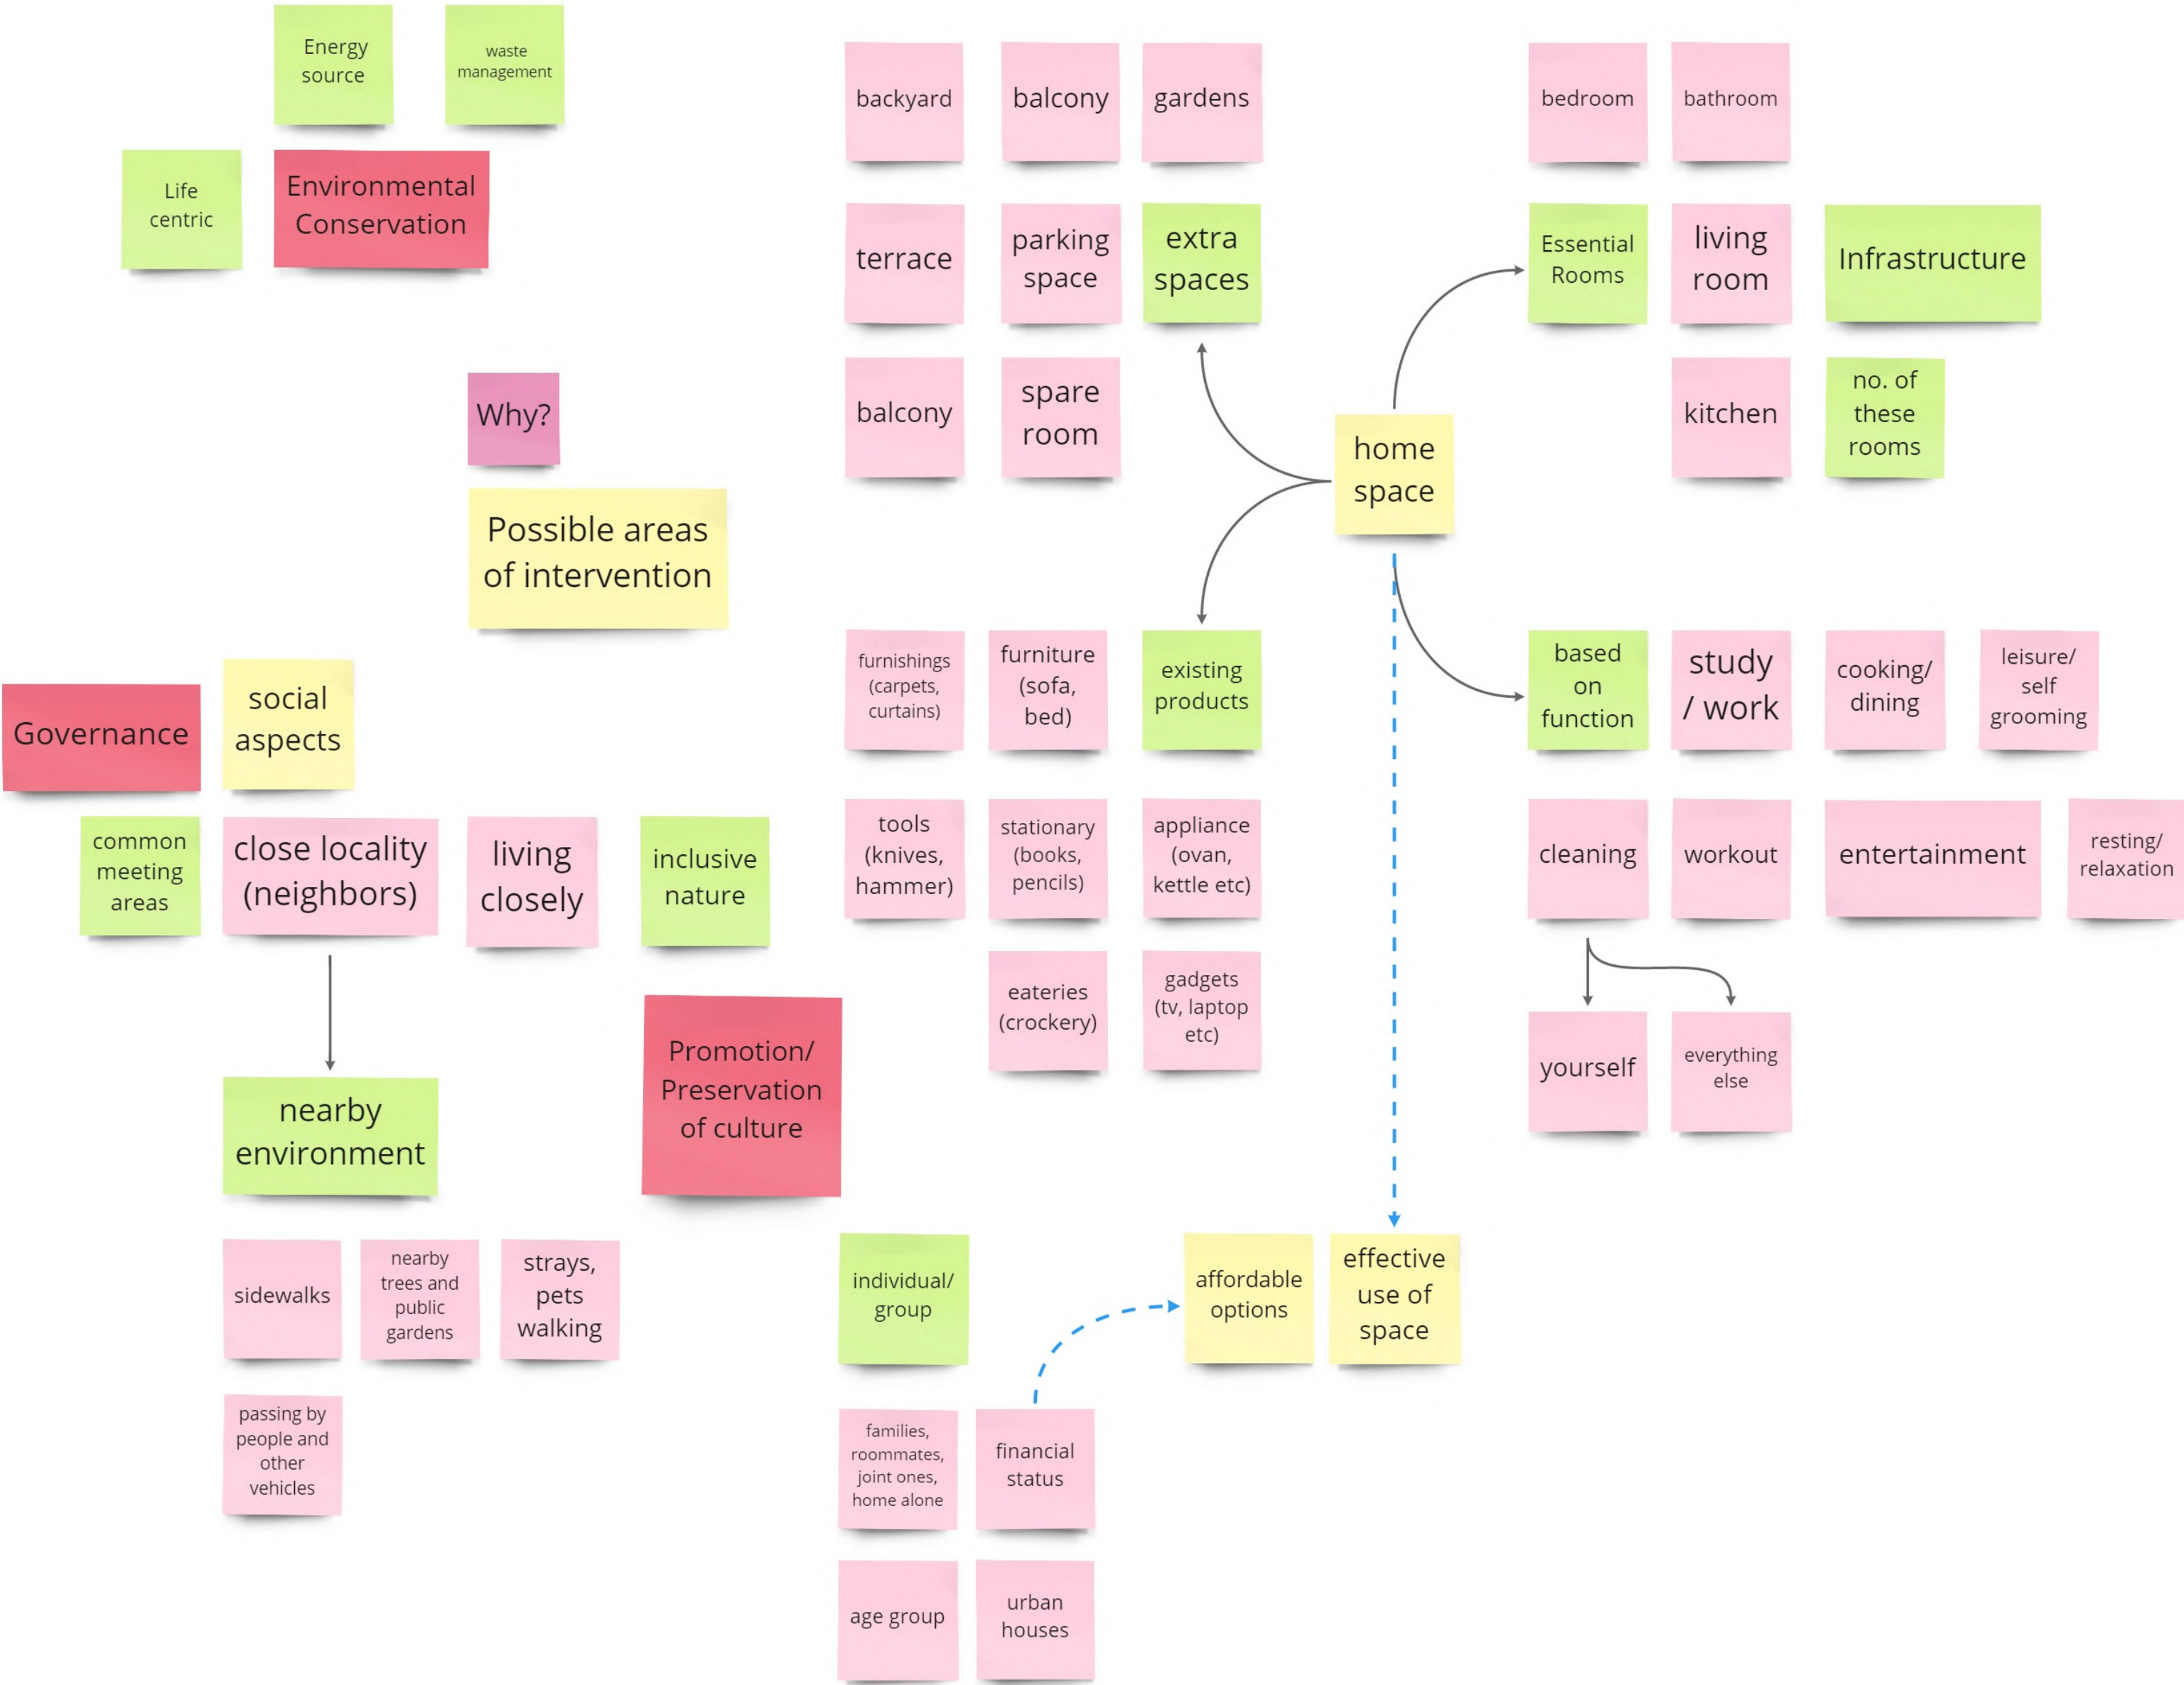 Energy
source
waste
management
Life
centric
Environmental
Conservation
Why?
Possible areas
of intervention
Governance
social
aspects
common
meeting
areas
close locality
(neighbors)
living
closely
inclusive
nature
nearby
environment
Promotion/
Preservation
of culture
sidewalks
nearby
trees and
public
gardens
strays,
pets
walking
passing by
people and
other
vehicles
backyard
balcony
gardens
terrace
parking
space
extra
spaces
balcony
spare
room
home
space
bedroom
bathroom
Essential
Rooms
living
room
Infrastructure
kitchen
no. of
these
rooms
furnishings
(carpets,
curtains)
furniture
(sofa,
bed)
existing
products
tools
(knives,
hammer)
stationary
(books,
pencils)
appliance
(ovan,
kettle etc)
eateries
(crockery)
gadgets
(tv, laptop
etc)
based
on
function
study
/ work
cooking/
dining
leisure/
self
grooming
cleaning
workout
entertainment
resting/
relaxation
yourself
everything
else
individual/
group
affordable
options
effective
use of
space
families,
roommates,
joint ones,
home alone
financial
status
age group
urban
houses